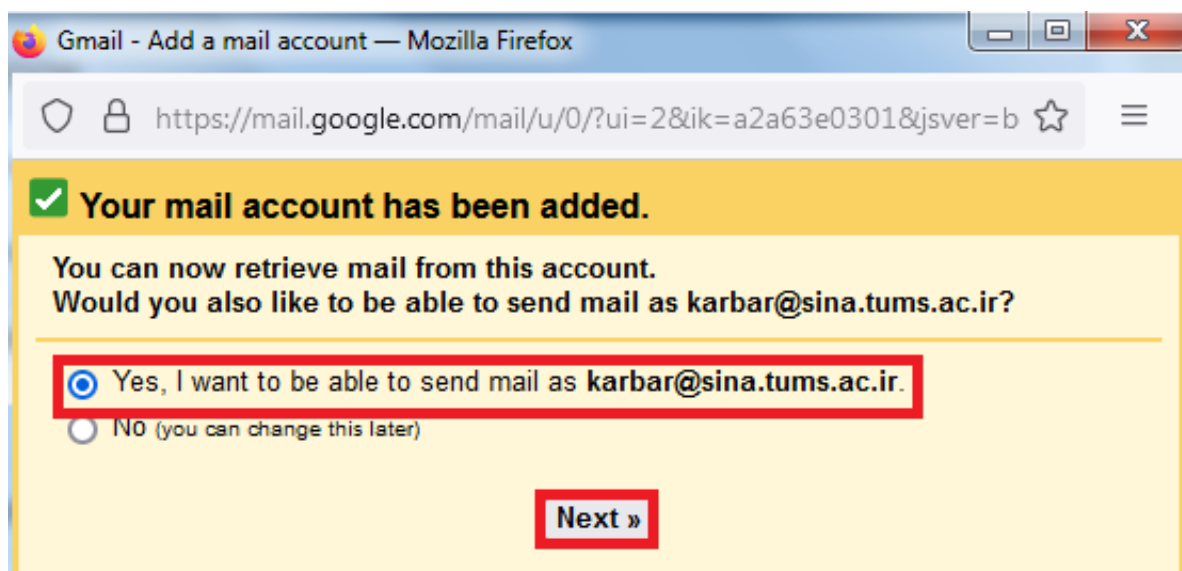 Gmail - Add a mail account — Mozilla Firefox
https://mail.google.com/mail/u/0/?ui=2&ik=a2a63e0301&jsver=b
Your mail account has been added.
You can now retrieve mail from this account.
Would you also like to be able to send mail as karbar@sina.tums.ac.ir?
Yes, I want to be able to send mail as karbar@sina.tums.ac.ir.
No (you can change this later)
Next »